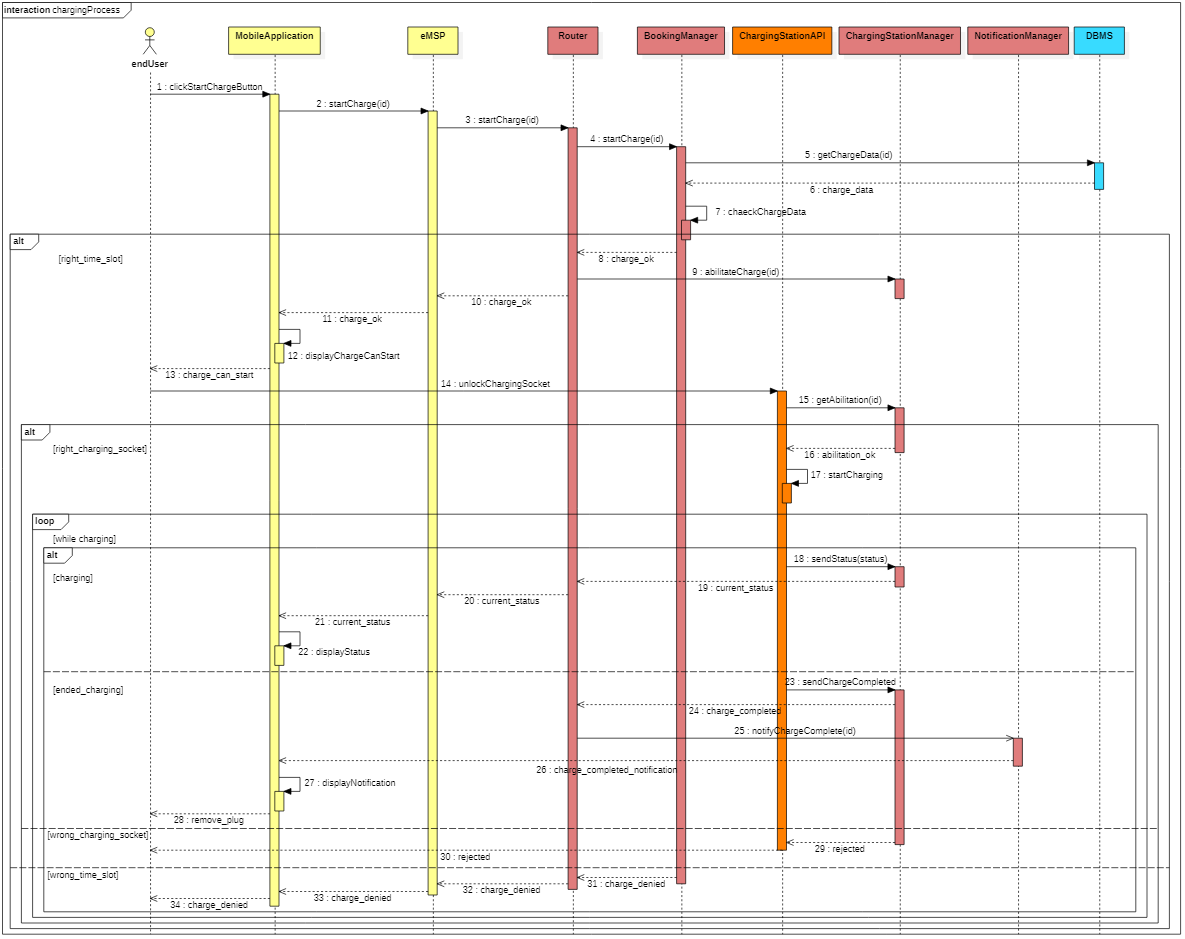 interaction chargingProcess
endUser
MobileApplication
eMSP
Router
BookingManager
ChargingStationAPI
ChargingStationManager
NotificationManager
DBMS
1 : clickStartChargeButton
2 : startCharge(id)
3 : startCharge(id)
4 : startCharge(id)
5 : getChargeData(id)
6 : charge_data
7 : chaeckChargeData
alt
[right_time_slot]
8 : charge_ok
9 : abilitateCharge(id)
10 : charge_ok
11 : charge_ok
12 : displayChargeCanStart
13 : charge_can_start
14 : unlockChargingSocket
15 : getAbilitation(id)
alt
[right_charging_socket]
16 : abilitation_ok
17 : startCharging
loop
[while charging]
alt
[charging]
18 : sendStatus(status)
19 : current_status
20 : current_status
21 : current_status
22 : displayStatus
[ended_charging]
23 : sendChargeCompleted
24 : charge_completed
25 : notifyChargeComplete(id)
26 : charge_completed_notification
27 : displayNotification
28 : remove_plug
[wrong_charging_socket]
29 : rejected
30 : rejected
[wrong_time_slot]
31 : charge_denied
32 : charge_denied
33 : charge_denied
34 : charge_denied